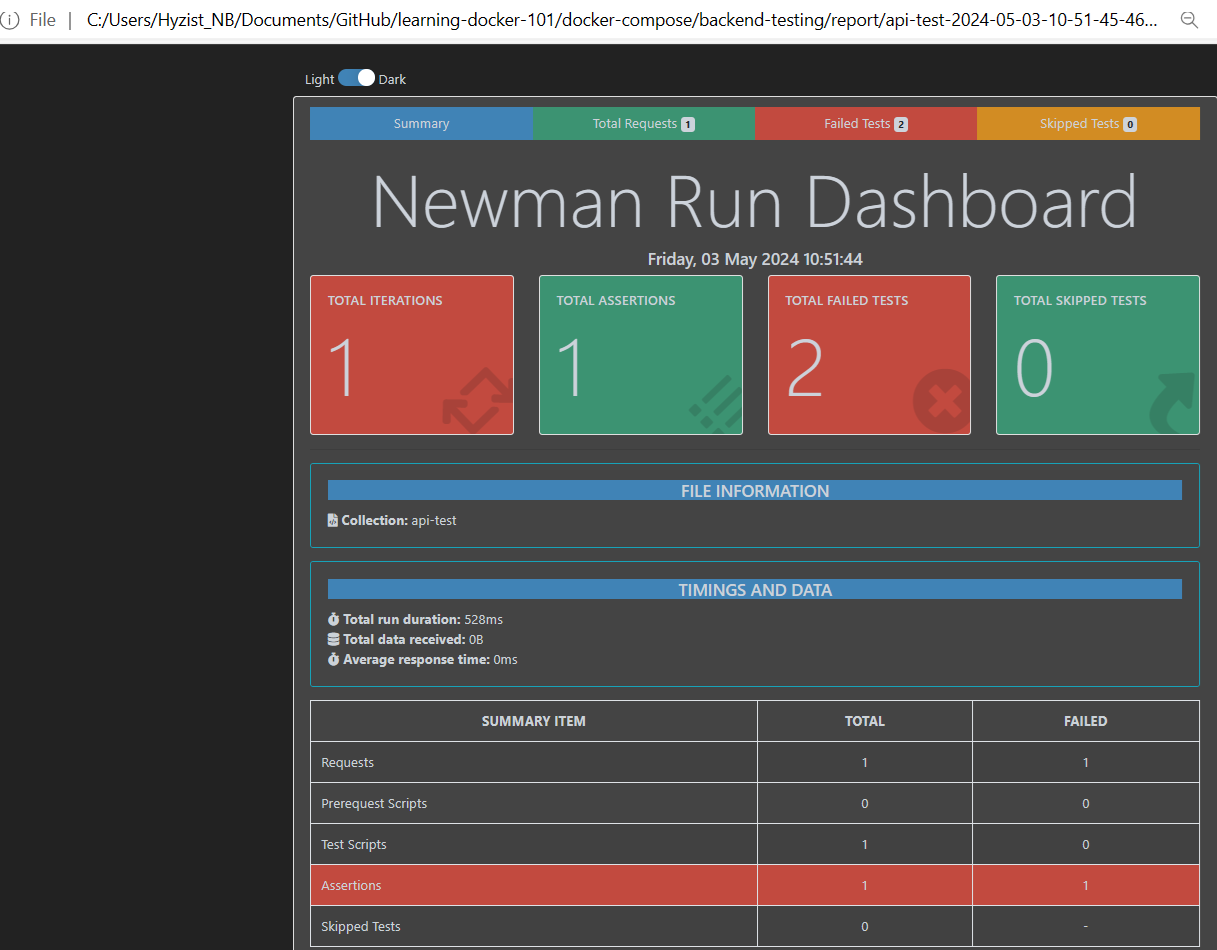 File | C:/Users/Hyzist_NB/Documents/GitHub/learning-docker-101/docker-compose/backend-testing/report/api-test-2024-05-03-10-51-45-46...
Light Dark
Summary Total Requests 1 Failed Tests 2 Skipped Tests 0
Newman Run Dashboard
Friday, 03 May 2024 10:51:44
TOTAL ITERATIONS TOTAL ASSERTIONS TOTAL FAILED TESTS TOTAL SKIPPED TESTS
1 1 2 0
FILE INFORMATION
Collection: api-test
TIMINGS AND DATA
Total run duration: 528ms
Total data received: 0B
Average response time: 0ms
SUMMARY ITEM TOTAL FAILED
Requests 1 1
Prerequest Scripts 0 0
Test Scripts 1 0
Assertions 1 1
Skipped Tests 0 -